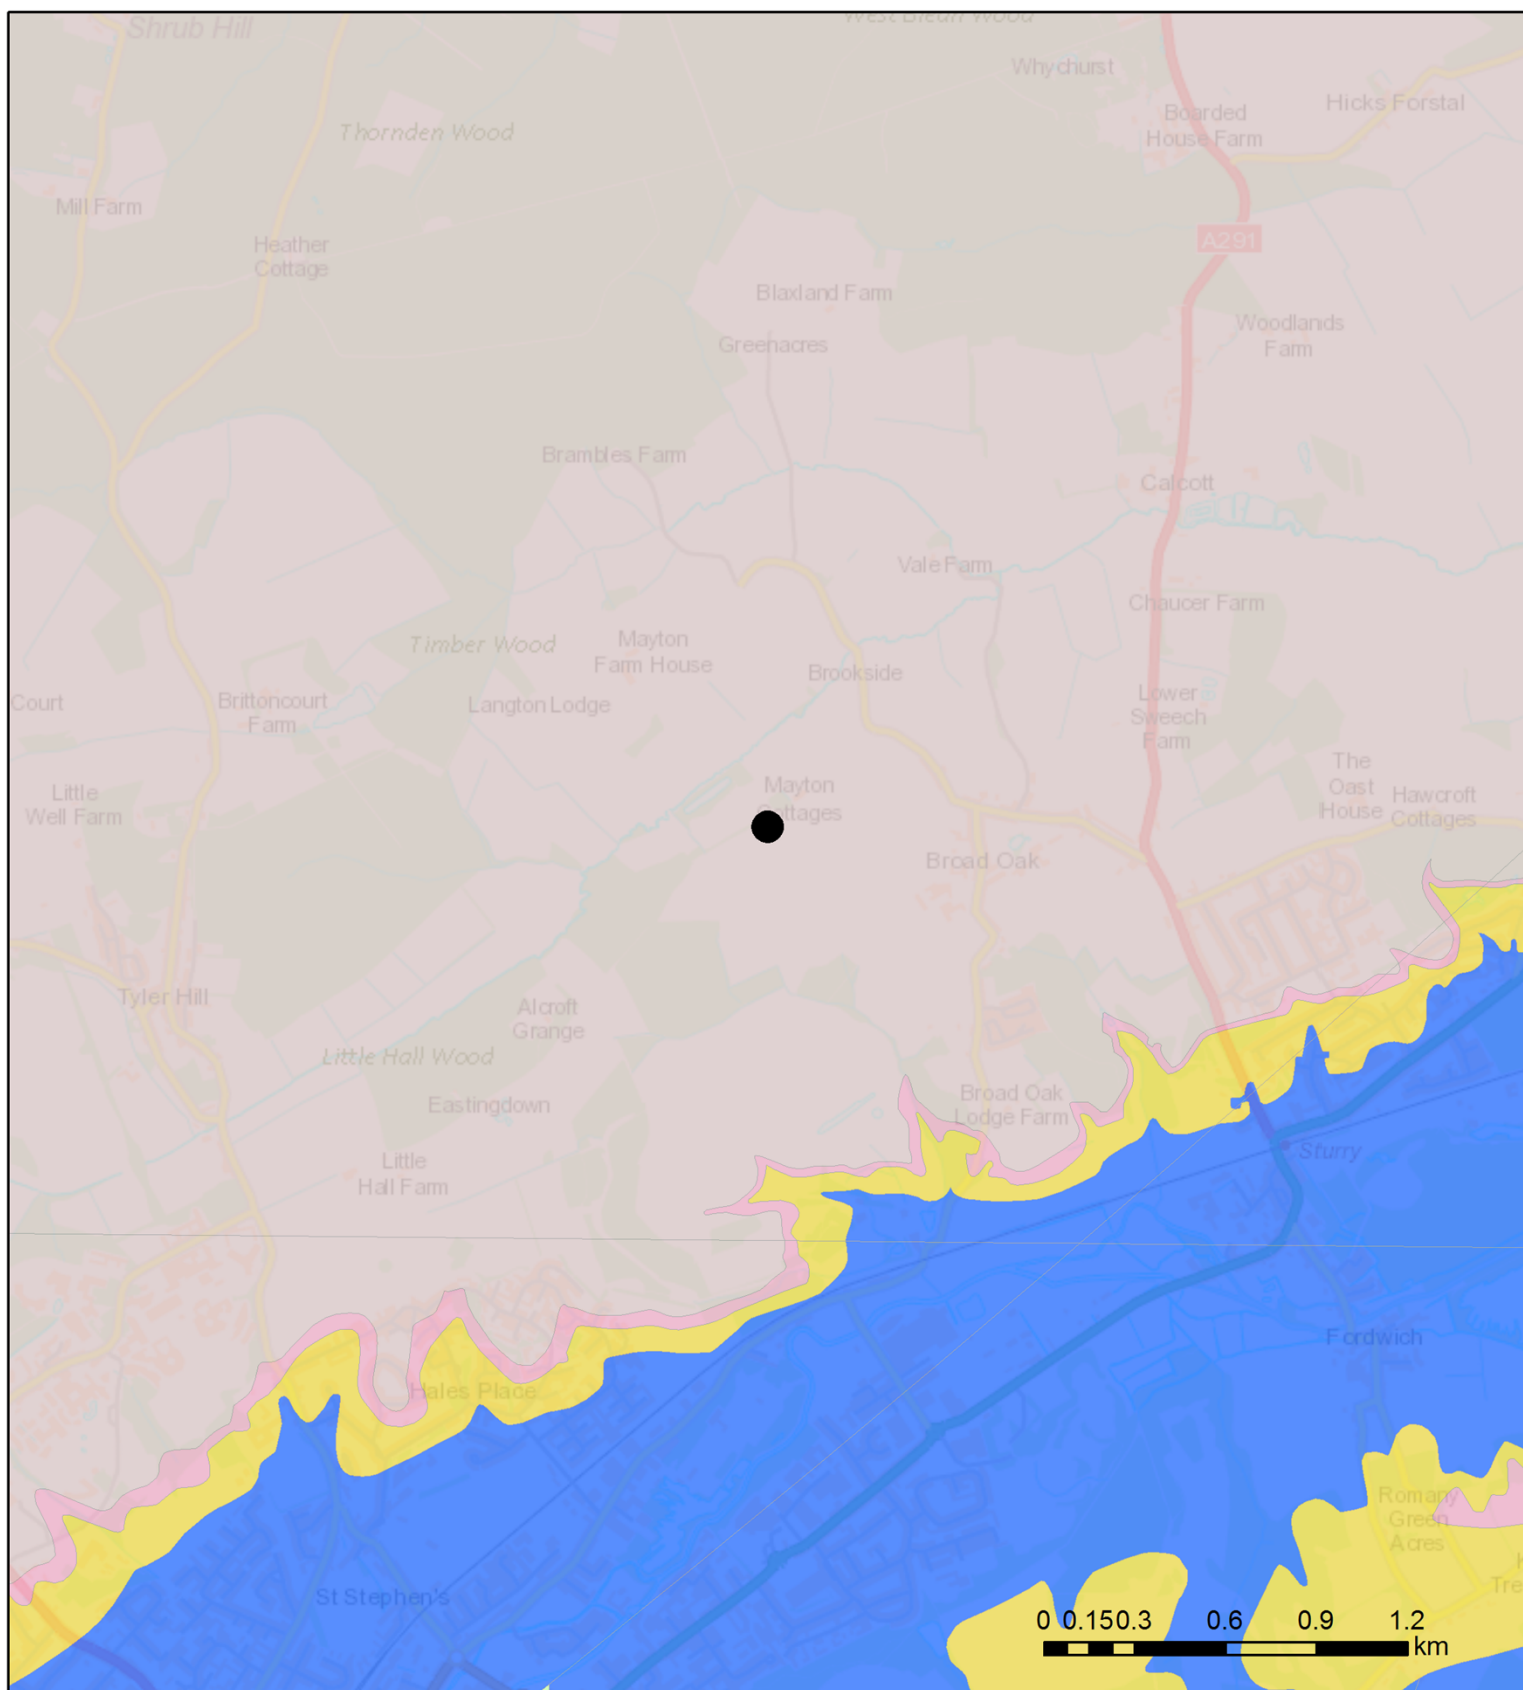 Shrub Hill
West Blean Wood
Whychurst
Hicks Forstal
Boarded
House Farm
Thornden Wood
Mill Farm
A291
Heather
Cottage
Blaxland Farm
Woodlands
Farm
Greenacres
Brambles Farm
Calcott
Vale Farm
Chaucer Farm
Timber Wood
Mayton
Farm House
Brookside
Court
Brittoncourt
Farm
Langton Lodge
Lower
Sweech
Farm
The
Oast
House
Hawcroft
Cottages
Little
Well Farm
Mayton
Cottages
Broad Oak
Tyler Hill
Alcroft
Grange
Little Hall Wood
Eastingdown
Broad Oak
Lodge Farm
Sturry
Little
Hall Farm
Fordwich
Hales Place
Romany
Green
Acres
St Stephen's
0 0.15 0.3 0.6 0.9 1.2
km